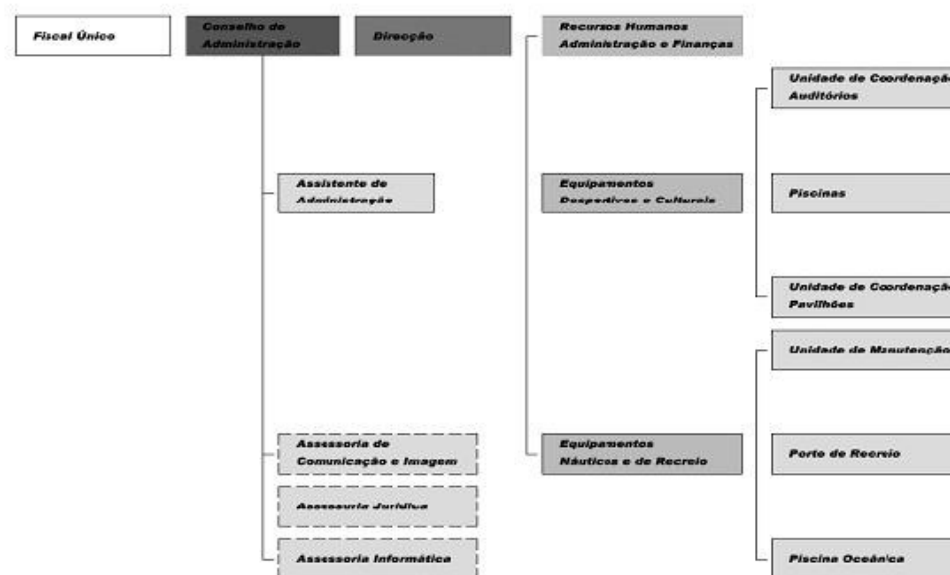 Fiscal Único
Conselho de
Administração
Direcção
Recursos Humanos
Administração e Finanças
Unidade de Coordenaçã
Auditórios
Assistente de
Administração
Equipamentos
Desportivos e Culturais
Piscinas
Unidade de Coordenaçã
Pavilhões
Unidade de Manutenção
Assessoria de
Comunicação e Imagem
Equipamentos
Náuticos e de Recreio
Porto de Recreio
Assessoria Jurídica
Assessoria Informática
Piscina Oceânica